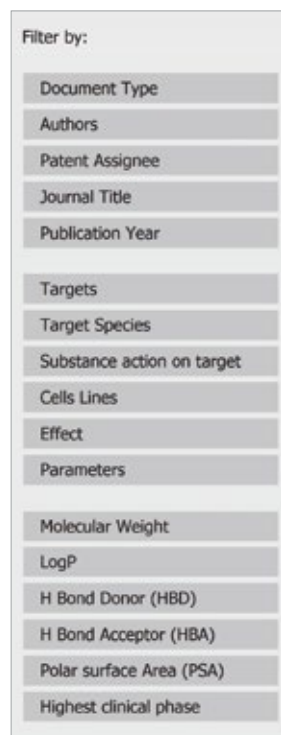 Filter by:
Document Type
Authors
Patent Assignee
Journal Title
Publication Year
Targets
Target Species
Substance action on target
Cells Lines
Effect
Parameters
Molecular Weight
LogP
H Bond Donor (HBD)
H Bond Acceptor (HBA)
Polar surface Area (PSA)
Highest clinical phase